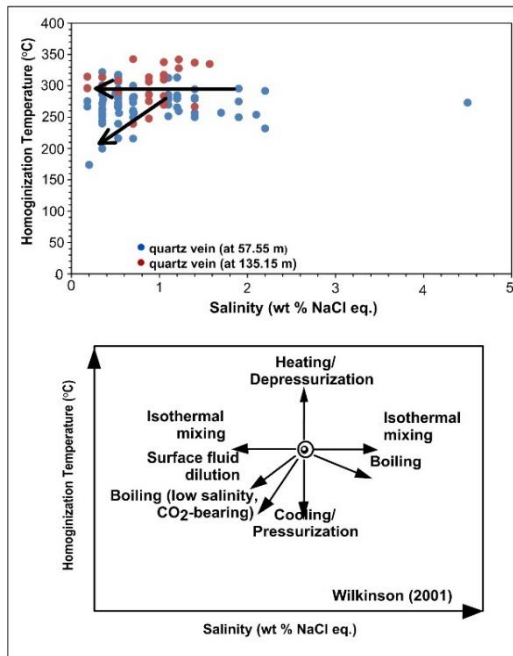 400
350
300
250
200
150
100
50
0
Homoginization Temperature (°C)
quartz vein (at 57.55 m)
quartz vein (at 135.15 m)
0 1 2 3 4 5
Salinity (wt % NaCl eq.)
Heating/
Depressurization
Isothermal
mixing
Isothermal
mixing
Surface fluid
dilution
Boiling
Boiling (low salinity,
CO2-bearing)
Cooling/
Pressurization
Homoginization Temperature (°C)
Wilkinson (2001)
Salinity (wt % NaCl eq.)